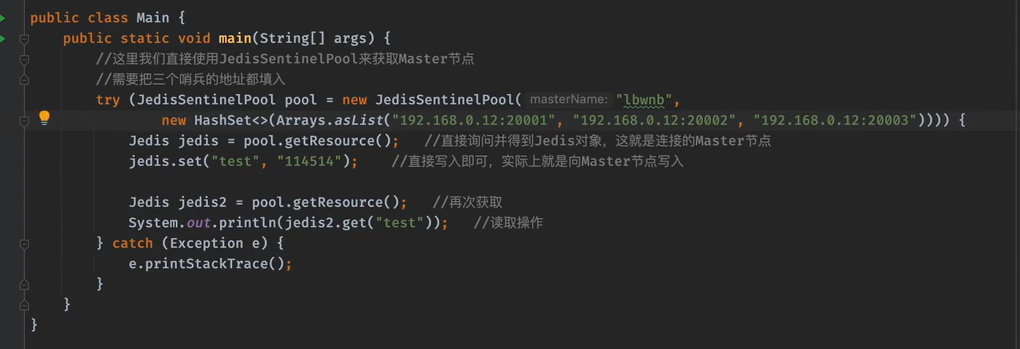 public class Main {
public static void main(String[] args) {
//这里我们直接使用JedisSentinelPool来获取Master节点
//需要把三个哨兵的地址都填入
try (JedisSentinelPool pool = new JedisSentinelPool( masterName: "lbwnb",
new HashSet<>(Arrays.asList("192.168.0.12:20001", "192.168.0.12:20002", "192.168.0.12:20003")))) {
Jedis jedis = pool.getResource();   //直接询问并得到Jedis对象，这就是连接的Master节点
jedis.set("test", "114514");    //直接写入即可，实际上就是向Master节点写入
Jedis jedis2 = pool.getResource();   //再次获取
System.out.println(jedis2.get("test"));   //读取操作
} catch (Exception e) {
e.printStackTrace();
}
}
}